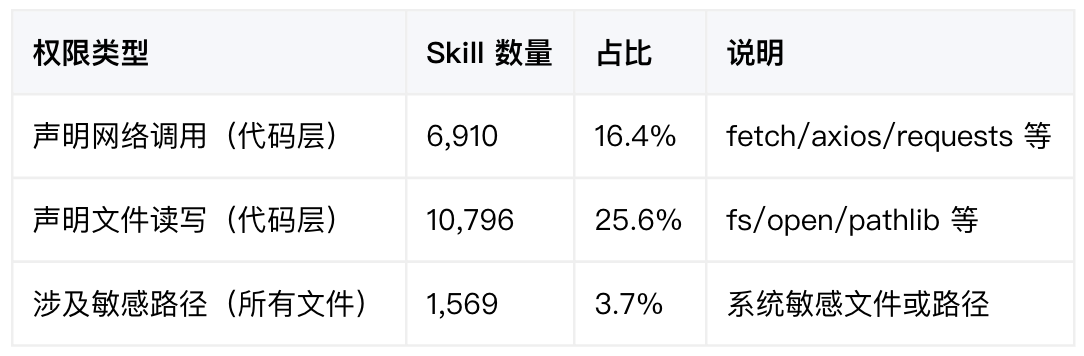 权限类型 Skill 数量 占比 说明
声明网络调用（代码层） 6,910 16.4% fetch/axios/requests 等
声明文件读写（代码层） 10,796 25.6% fs/open/pathlib 等
涉及敏感路径（所有文件） 1,569 3.7% 系统敏感文件或路径